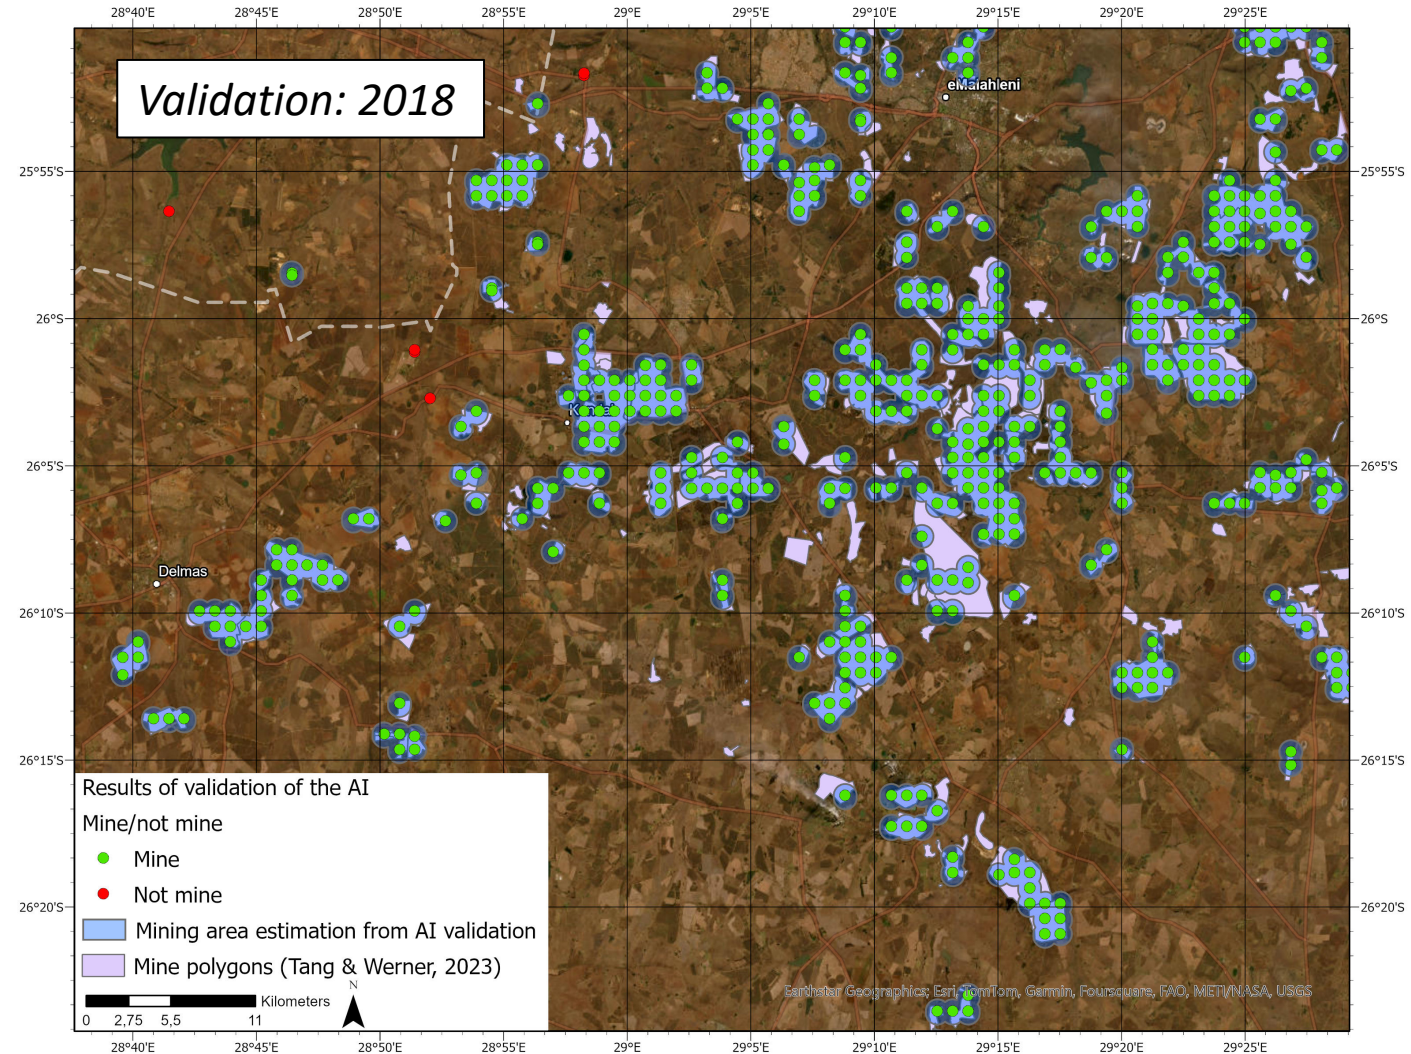 28°40'E 28°45'E 28°50'E 28°55'E 29°E 29°5'E 29°10'E 29°15'E 29°20'E 29°25'E
Validation: 2018
eMalahleni
25°55'S 25°55'S
26°S 26°S
26°5'S 26°5'S
Delmas
26°10'S 26°10'S
26°15'S 26°15'S
Results of validation of the AI
Mine/not mine
Mine
Not mine
26°20'S 26°20'S
Mining area estimation from AI validation
Mine polygons (Tang & Werner, 2023)
N
Earthstar Geographics; Esri, TomTom, Garmin, Foursquare, FAO, METI/NASA, USGS
Kilometers
0 2,75 5,5 11
28°40'E 28°45'E 28°50'E 28°55'E 29°E 29°5'E 29°10'E 29°15'E 29°20'E 29°25'E